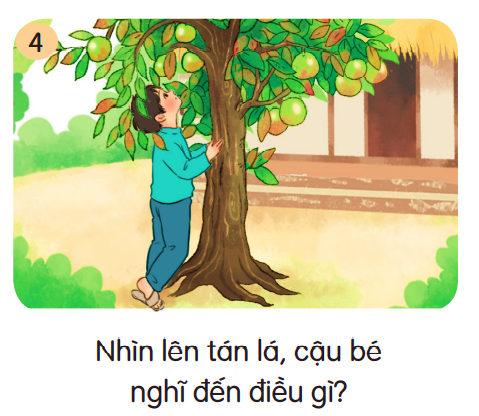 4
Nhìn lên tán lá, cậu bé
nghĩ đến điều gì?